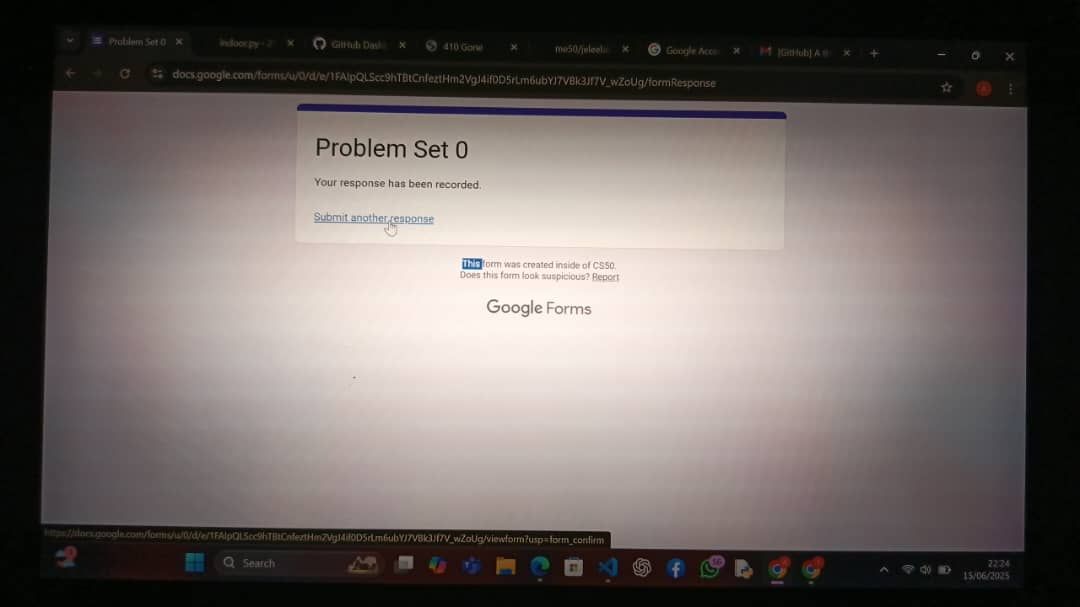 Problem Set 0
indoor.py - 2
GitHub Dash
410 Gone
me50/jeleel
Google Acco
[GitHub] A
docs.google.com/forms/u/0/d/e/1FAIpQLScc9hTBtCnfeztHm2VgJ4if0D5rLm6ubYJ7VBk3Jf7V_wZoUg/formResponse
Problem Set 0
Your response has been recorded.
Submit another response
This form was created inside of CS50.
Does this form look suspicious? Report
Google Forms
https://docs.google.com/forms/u/0/d/e/1FAIpQLScc9hTBtCnfeztHm2VgJ4if0D5rLm6ubYJ7VBk3Jf7V_wZoUg/viewform?usp=form_confirm
Search
22:24
15/06/2025